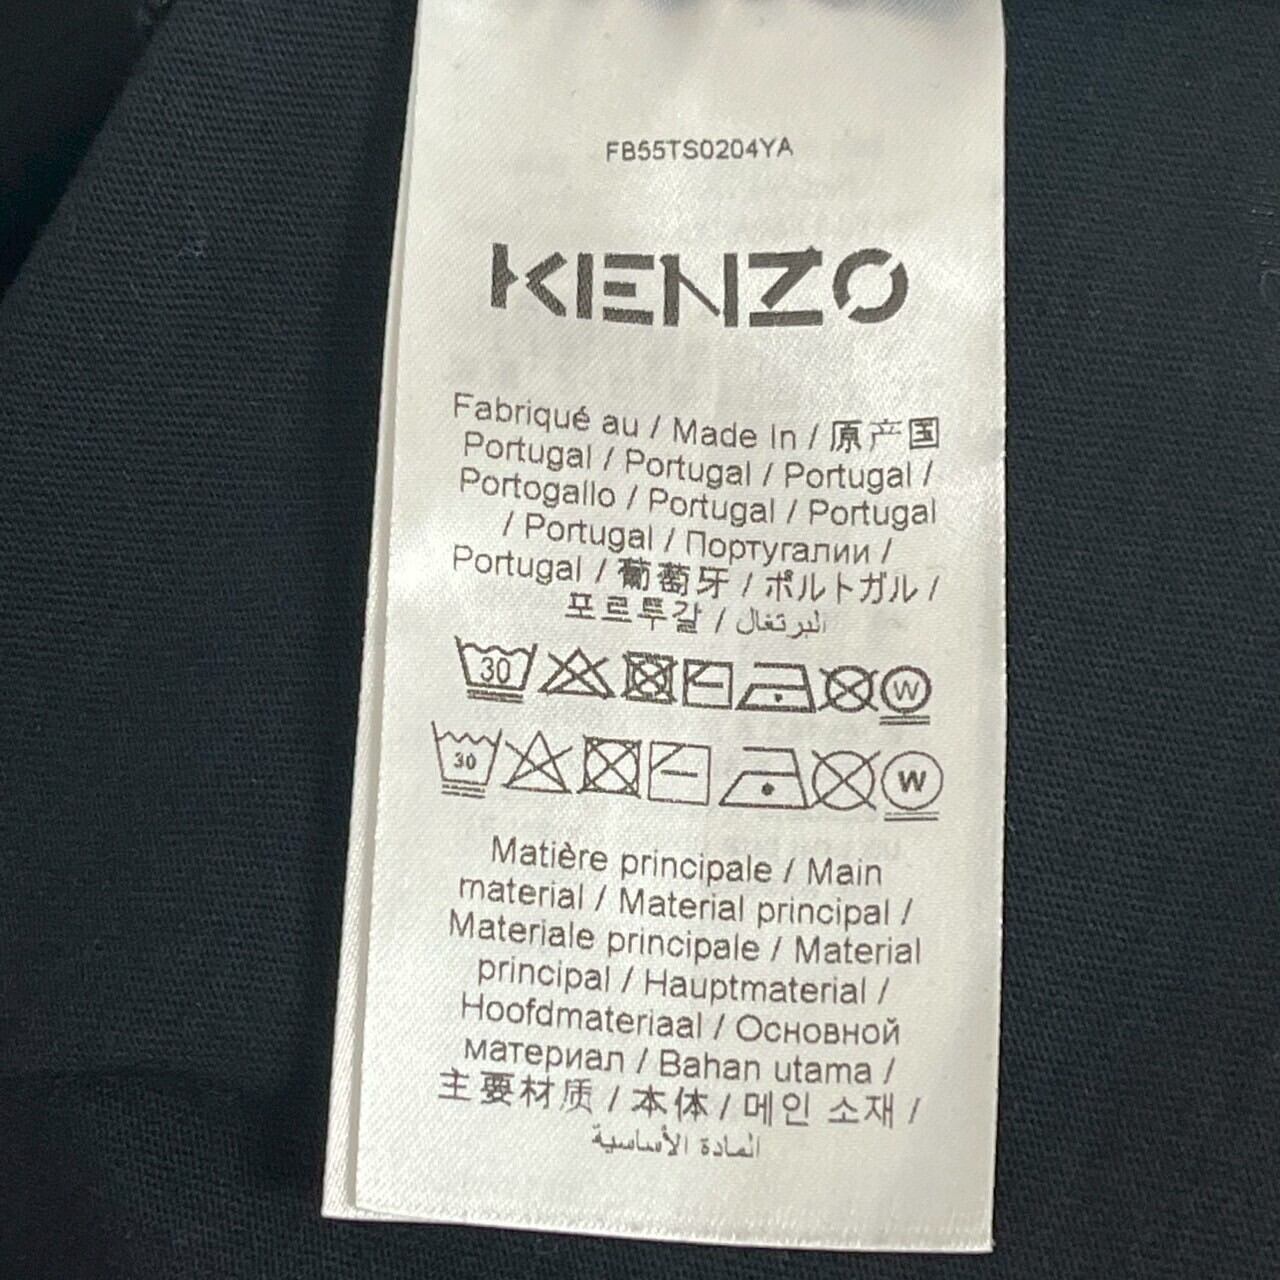 FB55TS0204YA
KENZO
Fabriqué au / Made In / 原产国
Portugal / Portugal / Portugal /
Portogallo / Portugal / Portugal
/ Portugal / Португалии /
Portugal / 葡萄牙 / ポルトガル /
포르투갈 / البرتغال
30 W
30 W
Matière principale / Main
material / Material principal /
Materiale principale / Material
principal / Hauptmaterial /
Hoofdmateriaal / Основной
материал / Bahan utama /
主要材质 / 本体 / 메인 소재 /
المادة الأساسية